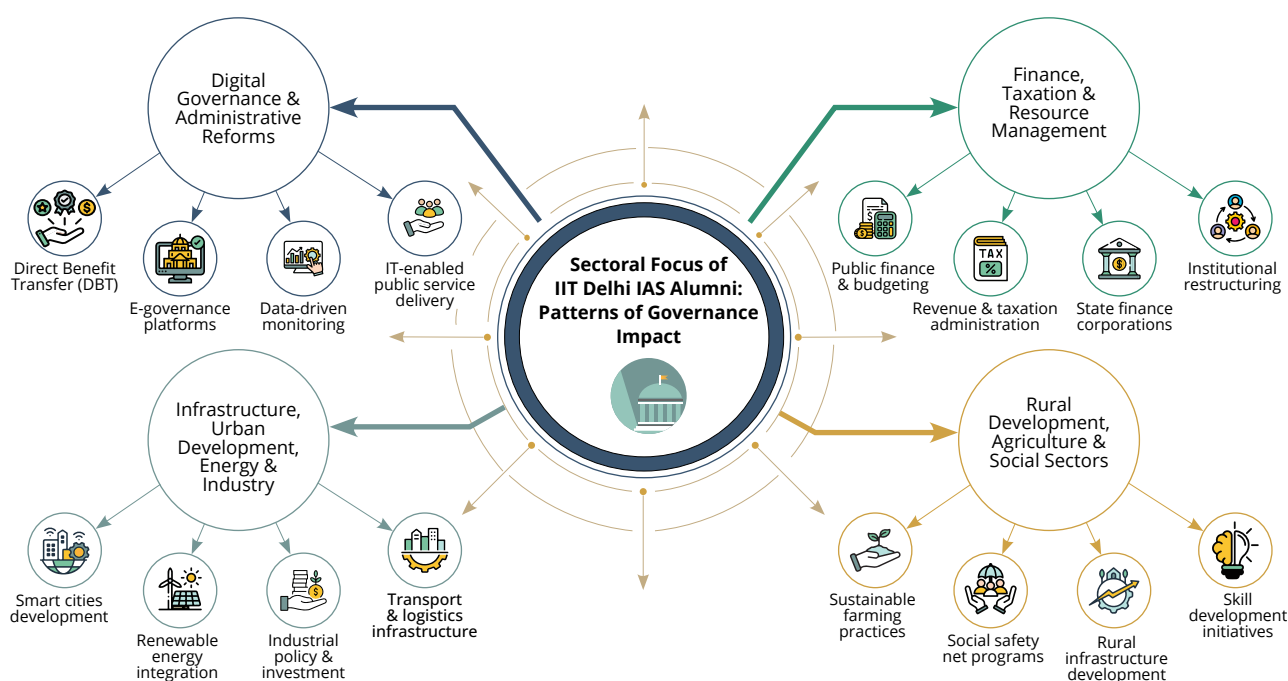 Digital
Governance &
Administrative
Reforms
Direct Benefit
Transfer (DBT)
E-governance
platforms
Data-driven
monitoring
IT-enabled
public service
delivery
Sectoral Focus of
IIT Delhi IAS Alumni:
Patterns of Governance
Impact
Finance,
Taxation &
Resource
Management
Public finance
& budgeting
TAX
%
Revenue & taxation
administration
State finance
corporations
Institutional
restructuring
Infrastructure,
Urban
Development,
Energy &
Industry
Smart cities
development
Renewable
energy
integration
Industrial
policy &
investment
Transport
& logistics
infrastructure
Rural
Development,
Agriculture &
Social Sectors
Sustainable
farming
practices
Social safety
net programs
Rural
infrastructure
development
Skill
development
initiatives